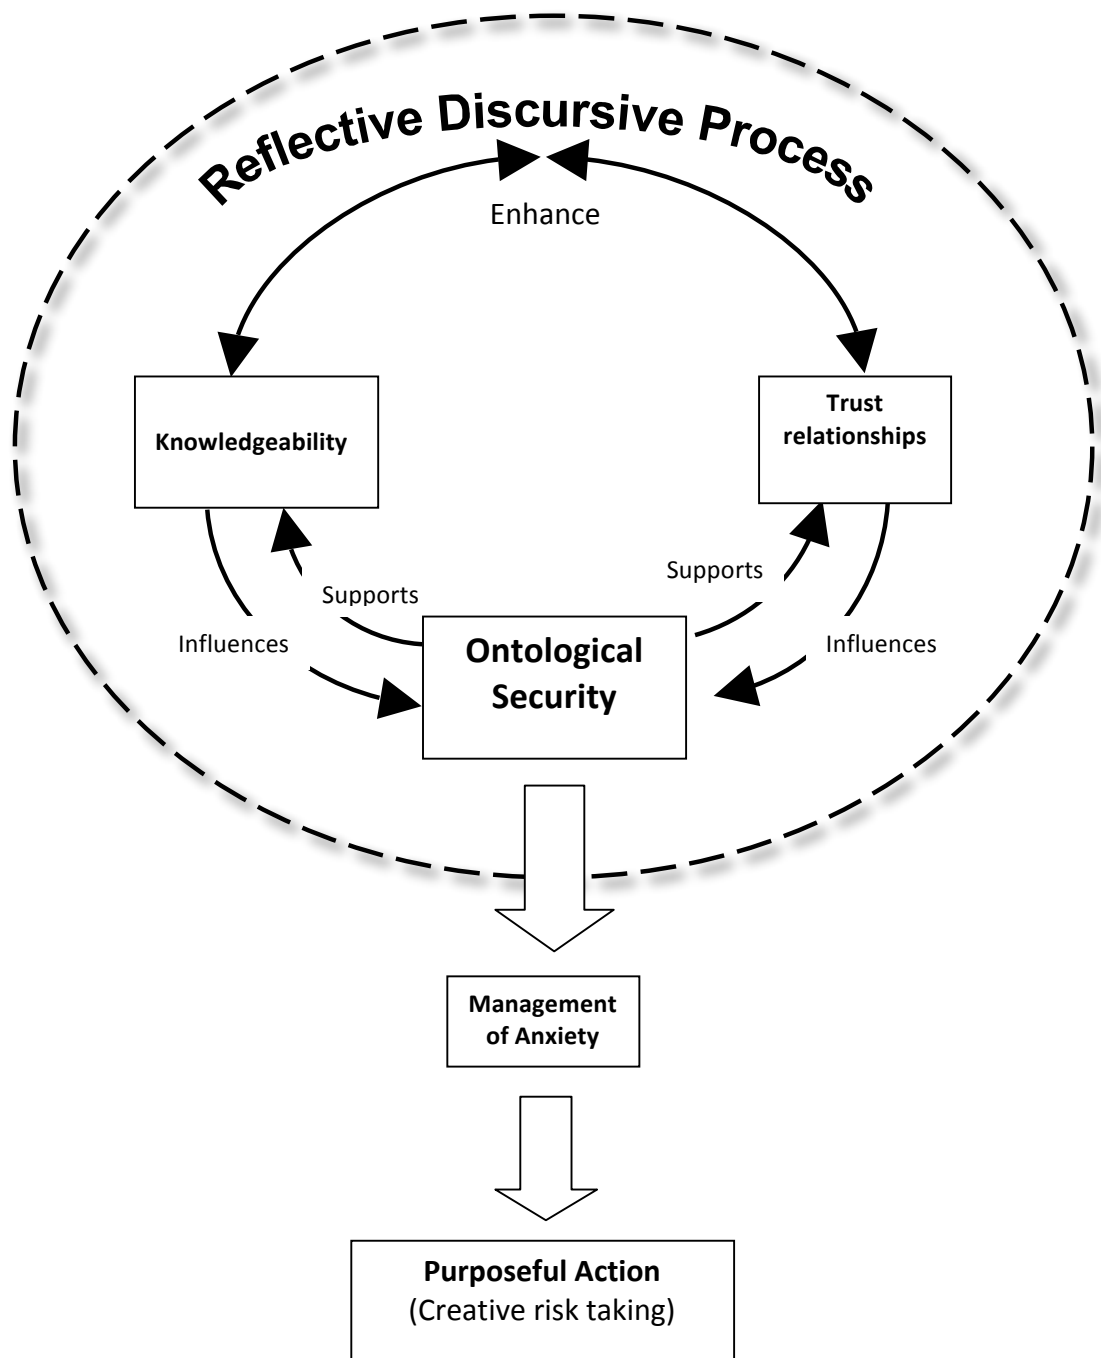 Reflective Discursive Process
Enhance
Knowledgeability
Trust
relationships
Supports
Supports
Influences
Influences
Ontological
Security
Management
of Anxiety
Purposeful Action
(Creative risk taking)